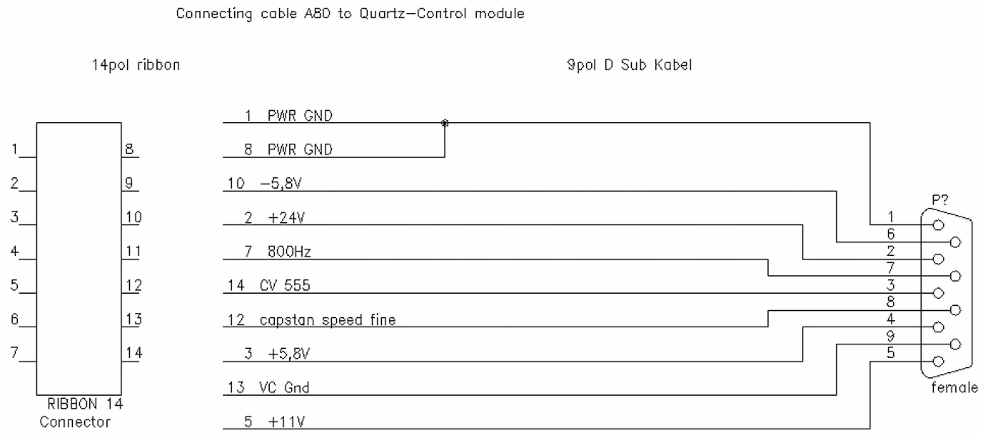 Connecting cable A80 to Quartz-Control module
14pol ribbon
9pol D Sub Kabel
1 PWR GND
1 8 8 PWR GND
2 9 10 -5,8V
P?
3 10 2 +24V 1
6
4 11 7 800Hz 2
7
5 12 14 CV 555 3
8
6 13 12 capstan speed fine 4
9
7 14 3 +5,8V 5
13 VC Gnd female
RIBBON 14
Connector 5 +11V